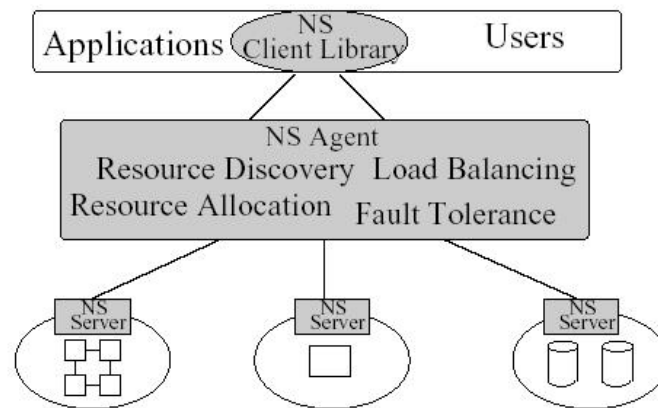 Applications
NS
Client Library
Users
NS Agent
Resource Discovery
Load Balancing
Resource Allocation
Fault Tolerance
NS
Server
NS
Server
NS
Server